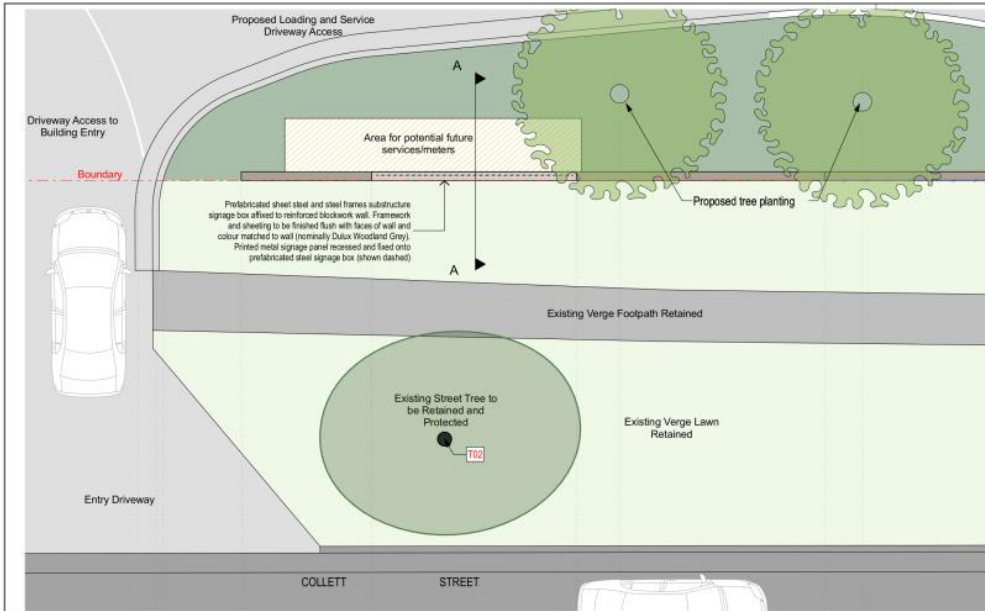 Proposed Loading and Service
Driveway Access
A
Driveway Access to
Building Entry
Area for potential future
services/meters
Boundary
Prefabricated sheet steel and steel frames substructure
signage box affixed to reinforced blockwork wall. Framework
and sheeting to be finished flush with faces of wall and
colour matched to wall (nominally Dulux Woodland Grey).
Printed metal signage panel recessed and fixed onto
prefabricated steel signage box (shown dashed)
Proposed tree planting
A
Existing Verge Footpath Retained
Existing Street Tree to
be Retained and
Protected
T02
Existing Verge Lawn
Retained
Entry Driveway
COLLETT STREET